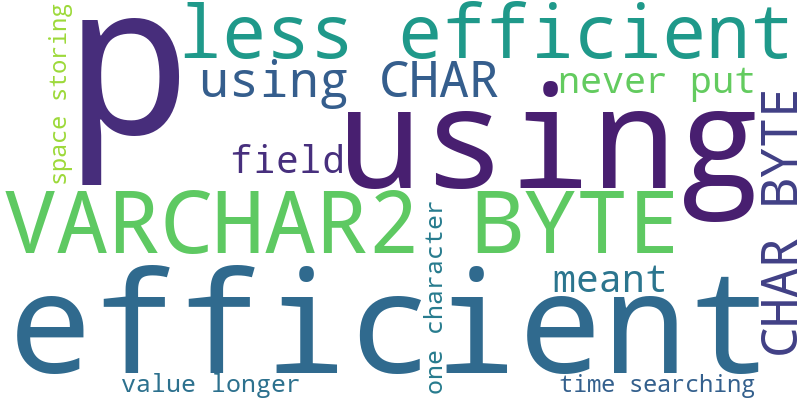 less efficient
p
space storing
using CHAR
never put
using
field
CHAR BYTE
VARCHAR2 BYTE
one character
meant
efficient
value longer
time searching